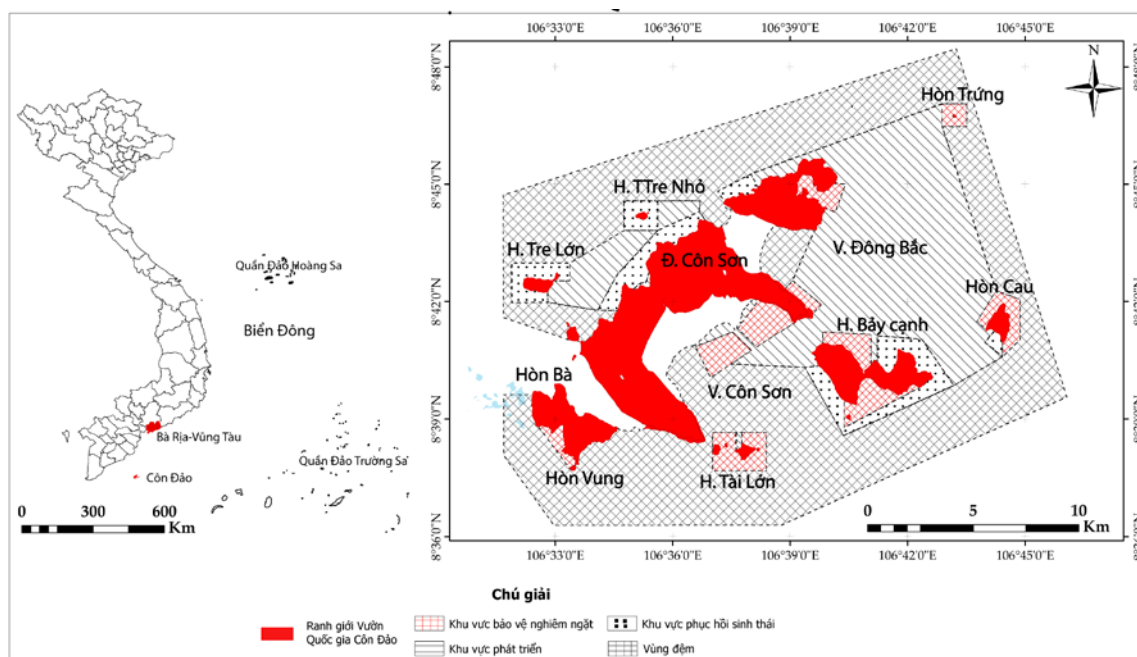 106°33'0"E 106°36'0"E 106°39'0"E 106°42'0"E 106°45'0"E
8°48'0"N
8°48'0"N
N
Hòn Trứng
8°45'0"N
H. TTre Nhỏ
Quần Đảo Hoàng Sa
H. Tre Lớn
Đ. Côn Sơn
V. Đông Bắc
Hòn Cau
8°42'0"N
Biển Đông
H. Bảy cạnh
Hòn Bà
V. Côn Sơn
8°39'0"N
Bà Rịa-Vũng Tàu
Quần Đảo Trường Sa
Côn Đảo
Hòn Vung
H. Tài Lớn
0 300 600
Km
0 5 10
Km
8°36'0"N
106°33'0"E 106°36'0"E 106°39'0"E 106°42'0"E 106°45'0"E
Chú giải
Ranh giới Vườn
Quốc gia Côn Đảo
Khu vưc bảo vệ nghiêm ngặt
Khu vực phục hồi sinh thái
Khu vực phát triển
Vùng đệm